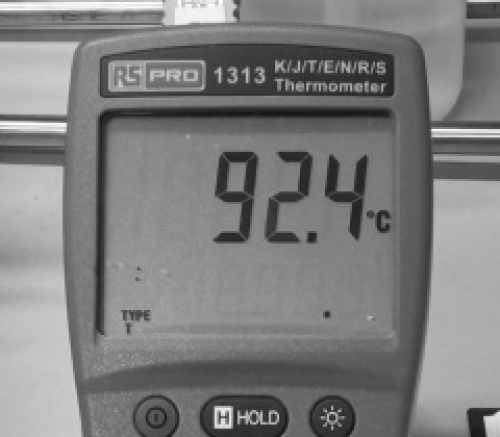 RS PRO 1313 K/J/T/E/N/R/S
Thermometer
92.4 °C
TYPE
T
H HOLD